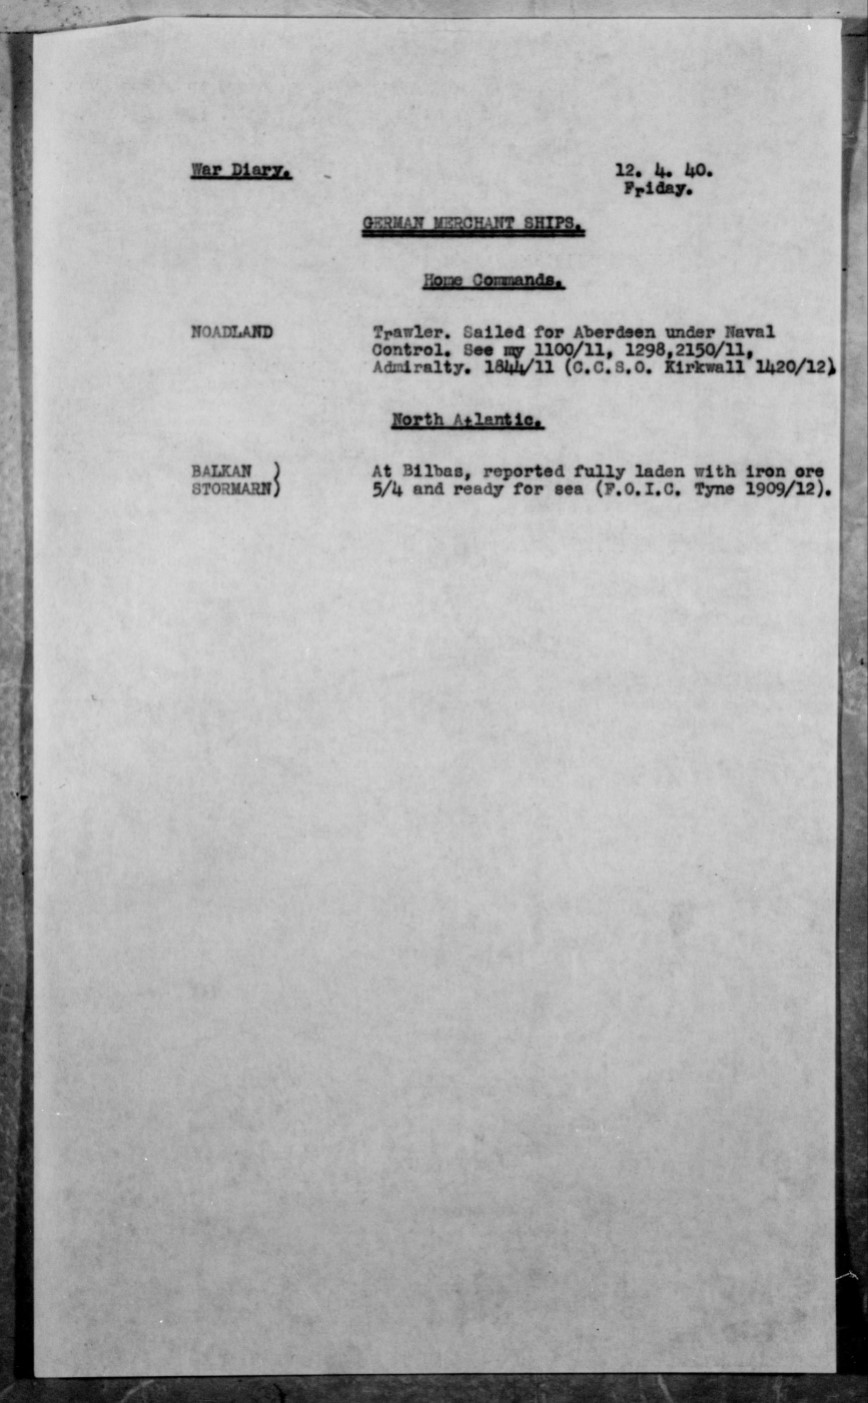 War Diary.
12. 4. 40.
Friday.
GERMAN MERCHANT SHIPS.
Home Commands.
NOADLAND Trawler. Sailed for Aberdeen under Naval
Control. See my 1100/11, 1298,2150/11,
Admiralty. 1844/11 (C.C.S.O. Kirkwall 1420/12)
North Atlantic.
BALKAN ) At Bilbas, reported fully laden with iron ore
STORMARN) 5/4 and ready for sea (F.O.I.C. Tyne 1909/12).